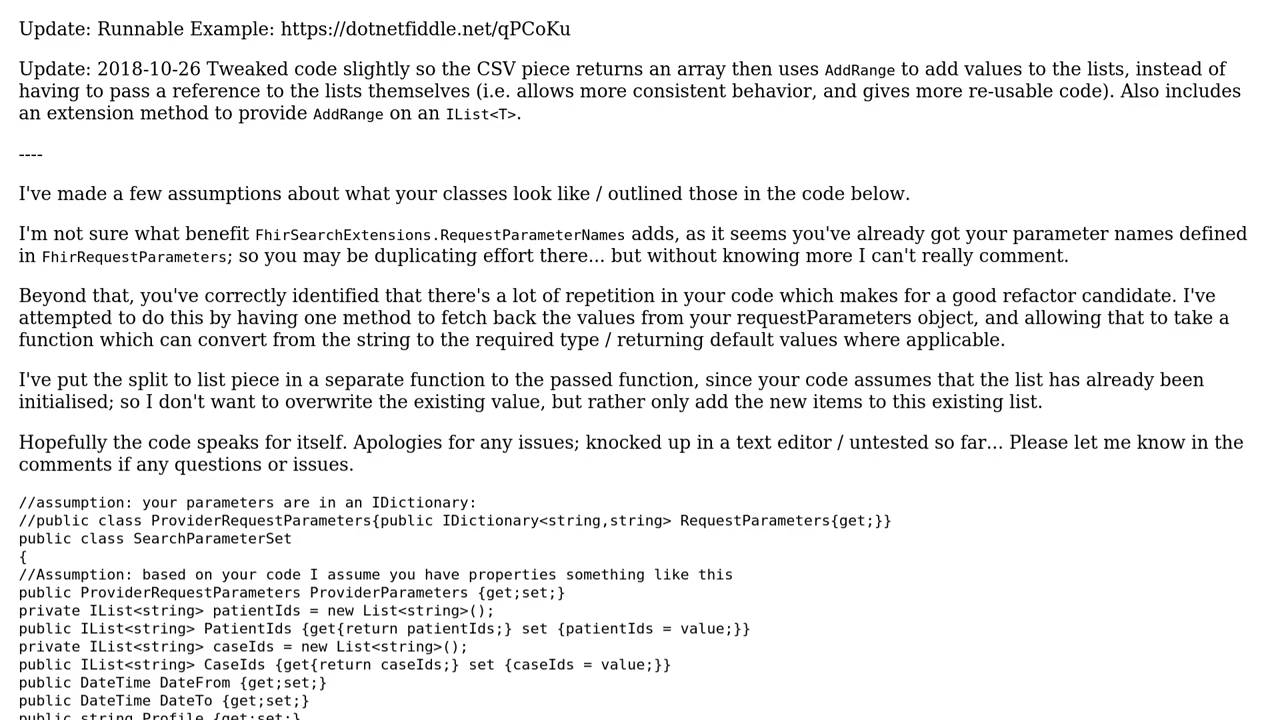 Update: Runnable Example: https://dotnetfiddle.net/qPCoKu
Update: 2018-10-26 Tweaked code slightly so the CSV piece returns an array then uses AddRange to add values to the lists, instead of
having to pass a reference to the lists themselves (i.e. allows more consistent behavior, and gives more re-usable code). Also includes
an extension method to provide AddRange on an IList<T>.
----
I've made a few assumptions about what your classes look like / outlined those in the code below.
I'm not sure what benefit FhirSearchExtensions.RequestParameterNames adds, as it seems you've already got your parameter names defined
in FhirRequestParameters; so you may be duplicating effort there... but without knowing more I can't really comment.
Beyond that, you've correctly identified that there's a lot of repetition in your code which makes for a good refactor candidate. I've
attempted to do this by having one method to fetch back the values from your requestParameters object, and allowing that to take a
function which can convert from the string to the required type / returning default values where applicable.
I've put the split to list piece in a separate function to the passed function, since your code assumes that the list has already been
initialised; so I don't want to overwrite the existing value, but rather only add the new items to this existing list.
Hopefully the code speaks for itself. Apologies for any issues; knocked up in a text editor / untested so far... Please let me know in the
comments if any questions or issues.
//assumption: your parameters are in an IDictionary:
//public class ProviderRequestParameters{public IDictionary<string,string> RequestParameters{get;}}
public class SearchParameterSet
{
//Assumption: based on your code I assume you have properties something like this
public ProviderRequestParameters ProviderParameters {get;set;}
private IList<string> patientIds = new List<string>();
public IList<string> PatientIds {get{return patientIds;} set {patientIds = value;}}
private IList<string> caseIds = new List<string>();
public IList<string> CaseIds {get{return caseIds;} set {caseIds = value;}}
public DateTime DateFrom {get;set;}
public DateTime DateTo {get;set;}
public string Profile {get;set;}